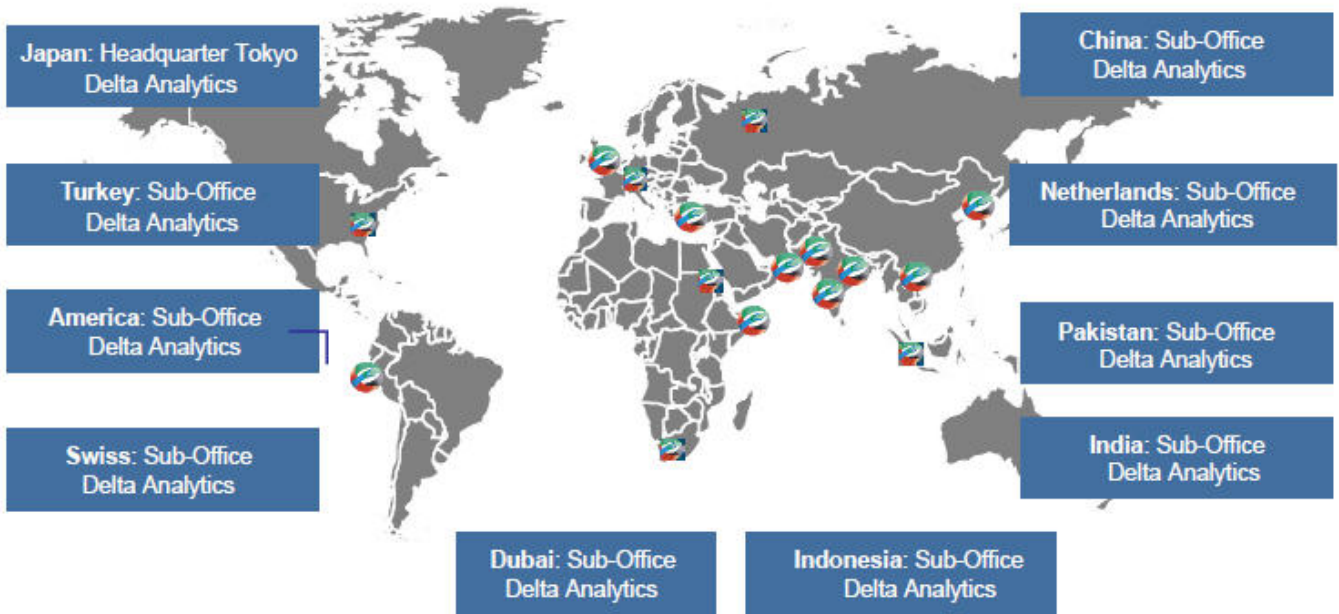 Japan: Headquarter Tokyo
Delta Analytics
China: Sub-Office
Delta Analytics
Turkey: Sub-Office
Delta Analytics
Netherlands: Sub-Office
Delta Analytics
America: Sub-Office
Delta Analytics
Pakistan: Sub-Office
Delta Analytics
Swiss: Sub-Office
Delta Analytics
India: Sub-Office
Delta Analytics
Dubai: Sub-Office
Delta Analytics
Indonesia: Sub-Office
Delta Analytics